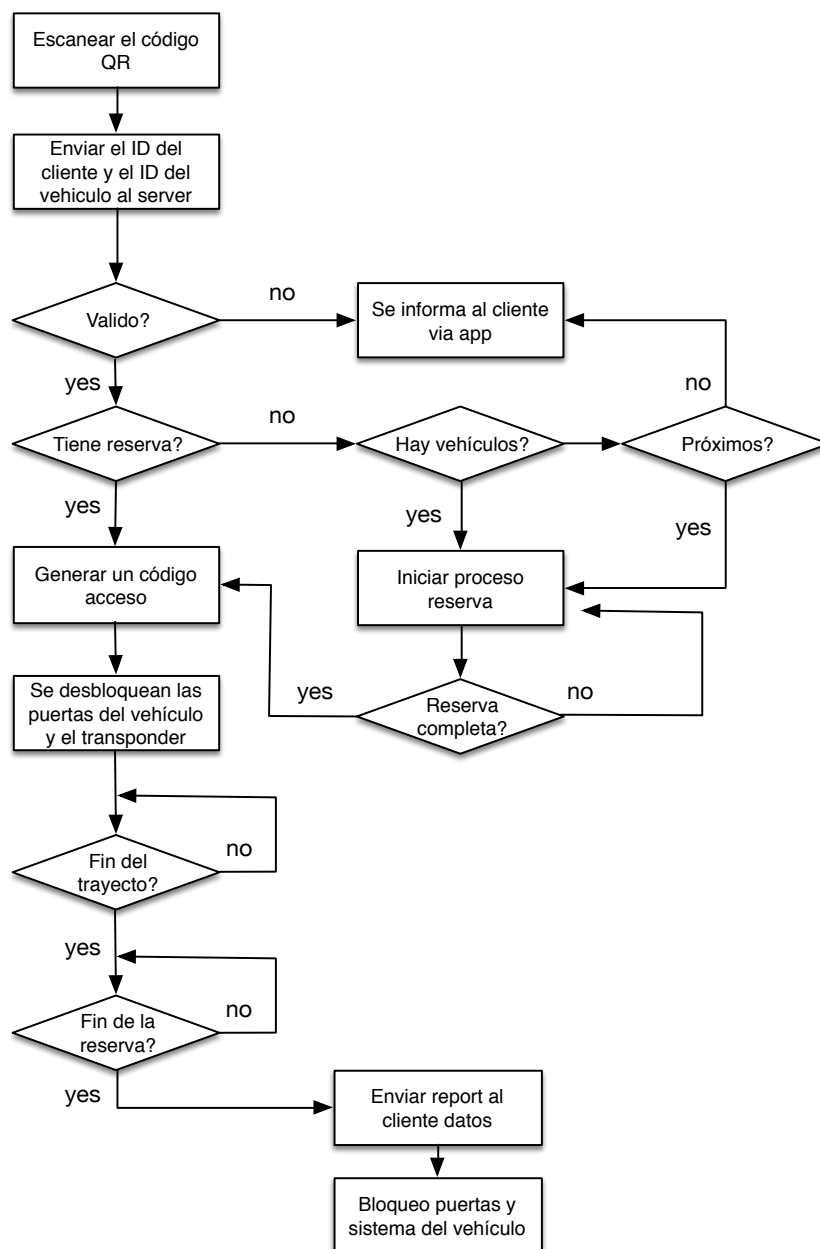 Escanear el código
QR
Enviar el ID del
cliente y el ID del
vehiculo al server
Valido?
no
Se informa al cliente
via app
yes
no
Tiene reserva?
no
Hay vehículos?
Próximos?
yes
yes
yes
Generar un código
acceso
Iniciar proceso
reserva
Se desbloquean las
puertas del vehículo
y el transponder
yes
Reserva
completa?
no
Fin del
trayecto?
no
yes
Fin de la
reserva?
no
yes
Enviar report al
cliente datos
Bloqueo puertas y
sistema del vehículo